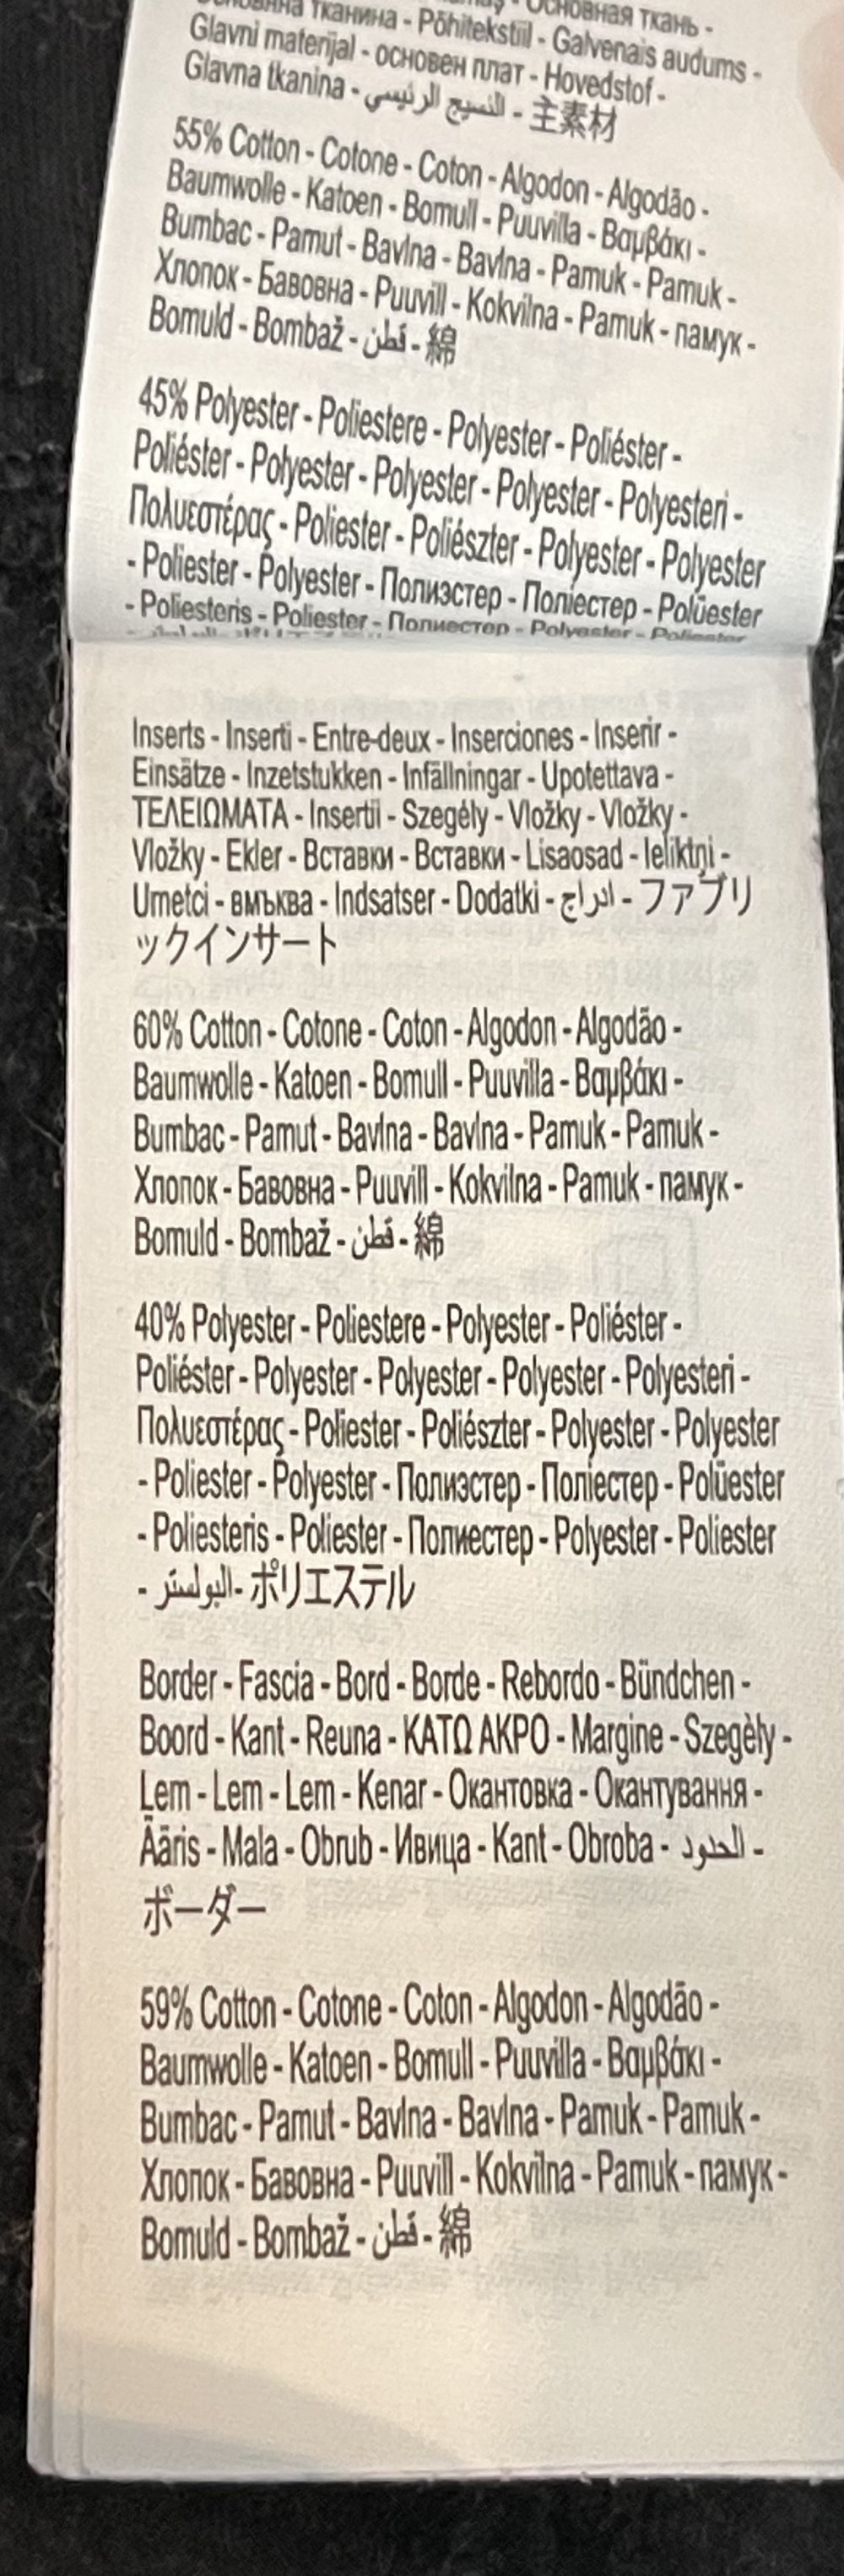 - Основная ткань -
тканина - Põhitekstiil - Galvenais audums -
Glavni materijal - основен плат - Hovedstof -
Glavna tkanina - النسيج الرئيسي - 主素材
55% Cotton - Cotone - Coton - Algodon - Algodão -
Baumwolle - Katoen - Bomull - Puuvilla - Βαμβάκι -
Bumbac - Pamut - Bavlna - Bavlna - Pamuk - Pamuk -
Хлопок - Бавовна - Puuvill - Kokvilna - Pamuk - памук -
Bomuld - Bombaž - قطن - 綿
45% Polyester - Poliestere - Polyester - Poliéster -
Poliéster - Polyester - Polyester - Polyester - Polyesteri -
Πολυεστέρας - Poliester - Poliészter - Polyester - Polyester
- Poliester - Polyester - Полиэстер - Поліестер - Polüester
- Poliesteris - Poliester - Полиестер - Polyester - Poliester
Inserts - Inserti - Entre-deux - Inserciones - Inserir -
Einsätze - Inzetstukken - Infällningar - Upotettava -
ΤΕΛΕΙΩΜΑΤΑ - Insertii - Szegély - Vložky - Vložky -
Vložky - Ekler - Вставки - Вставки - Lisaosad - Ieliktņi -
Umetci - вмъква - Indsatser - Dodatki - ادراج - ファブリ
ックインサート
60% Cotton - Cotone - Coton - Algodon - Algodão -
Baumwolle - Katoen - Bomull - Puuvilla - Βαμβάκι -
Bumbac - Pamut - Bavlna - Bavlna - Pamuk - Pamuk -
Хлопок - Бавовна - Puuvill - Kokvilna - Pamuk - памук -
Bomuld - Bombaž - قطن - 綿
40% Polyester - Poliestere - Polyester - Poliéster -
Poliéster - Polyester - Polyester - Polyester - Polyesteri -
Πολυεστέρας - Poliester - Poliészter - Polyester - Polyester
- Poliester - Polyester - Полиэстер - Поліестер - Polüester
- Poliesteris - Poliester - Полиестер - Polyester - Poliester
- البولستر - ポリエステル
Border - Fascia - Bord - Borde - Rebordo - Bündchen -
Boord - Kant - Reuna - ΚΑΤΩ ΑΚΡΟ - Margine - Szegèly -
Lem - Lem - Lem - Kenar - Окантовка - Окантування -
Ääris - Mala - Obrub - Ивица - Kant - Obroba - الحدود -
ボーダー
59% Cotton - Cotone - Coton - Algodon - Algodão -
Baumwolle - Katoen - Bomull - Puuvilla - Βαμβάκι -
Bumbac - Pamut - Bavlna - Bavlna - Pamuk - Pamuk -
Хлопок - Бавовна - Puuvill - Kokvilna - Pamuk - памук -
Bomuld - Bombaž - قطن - 綿